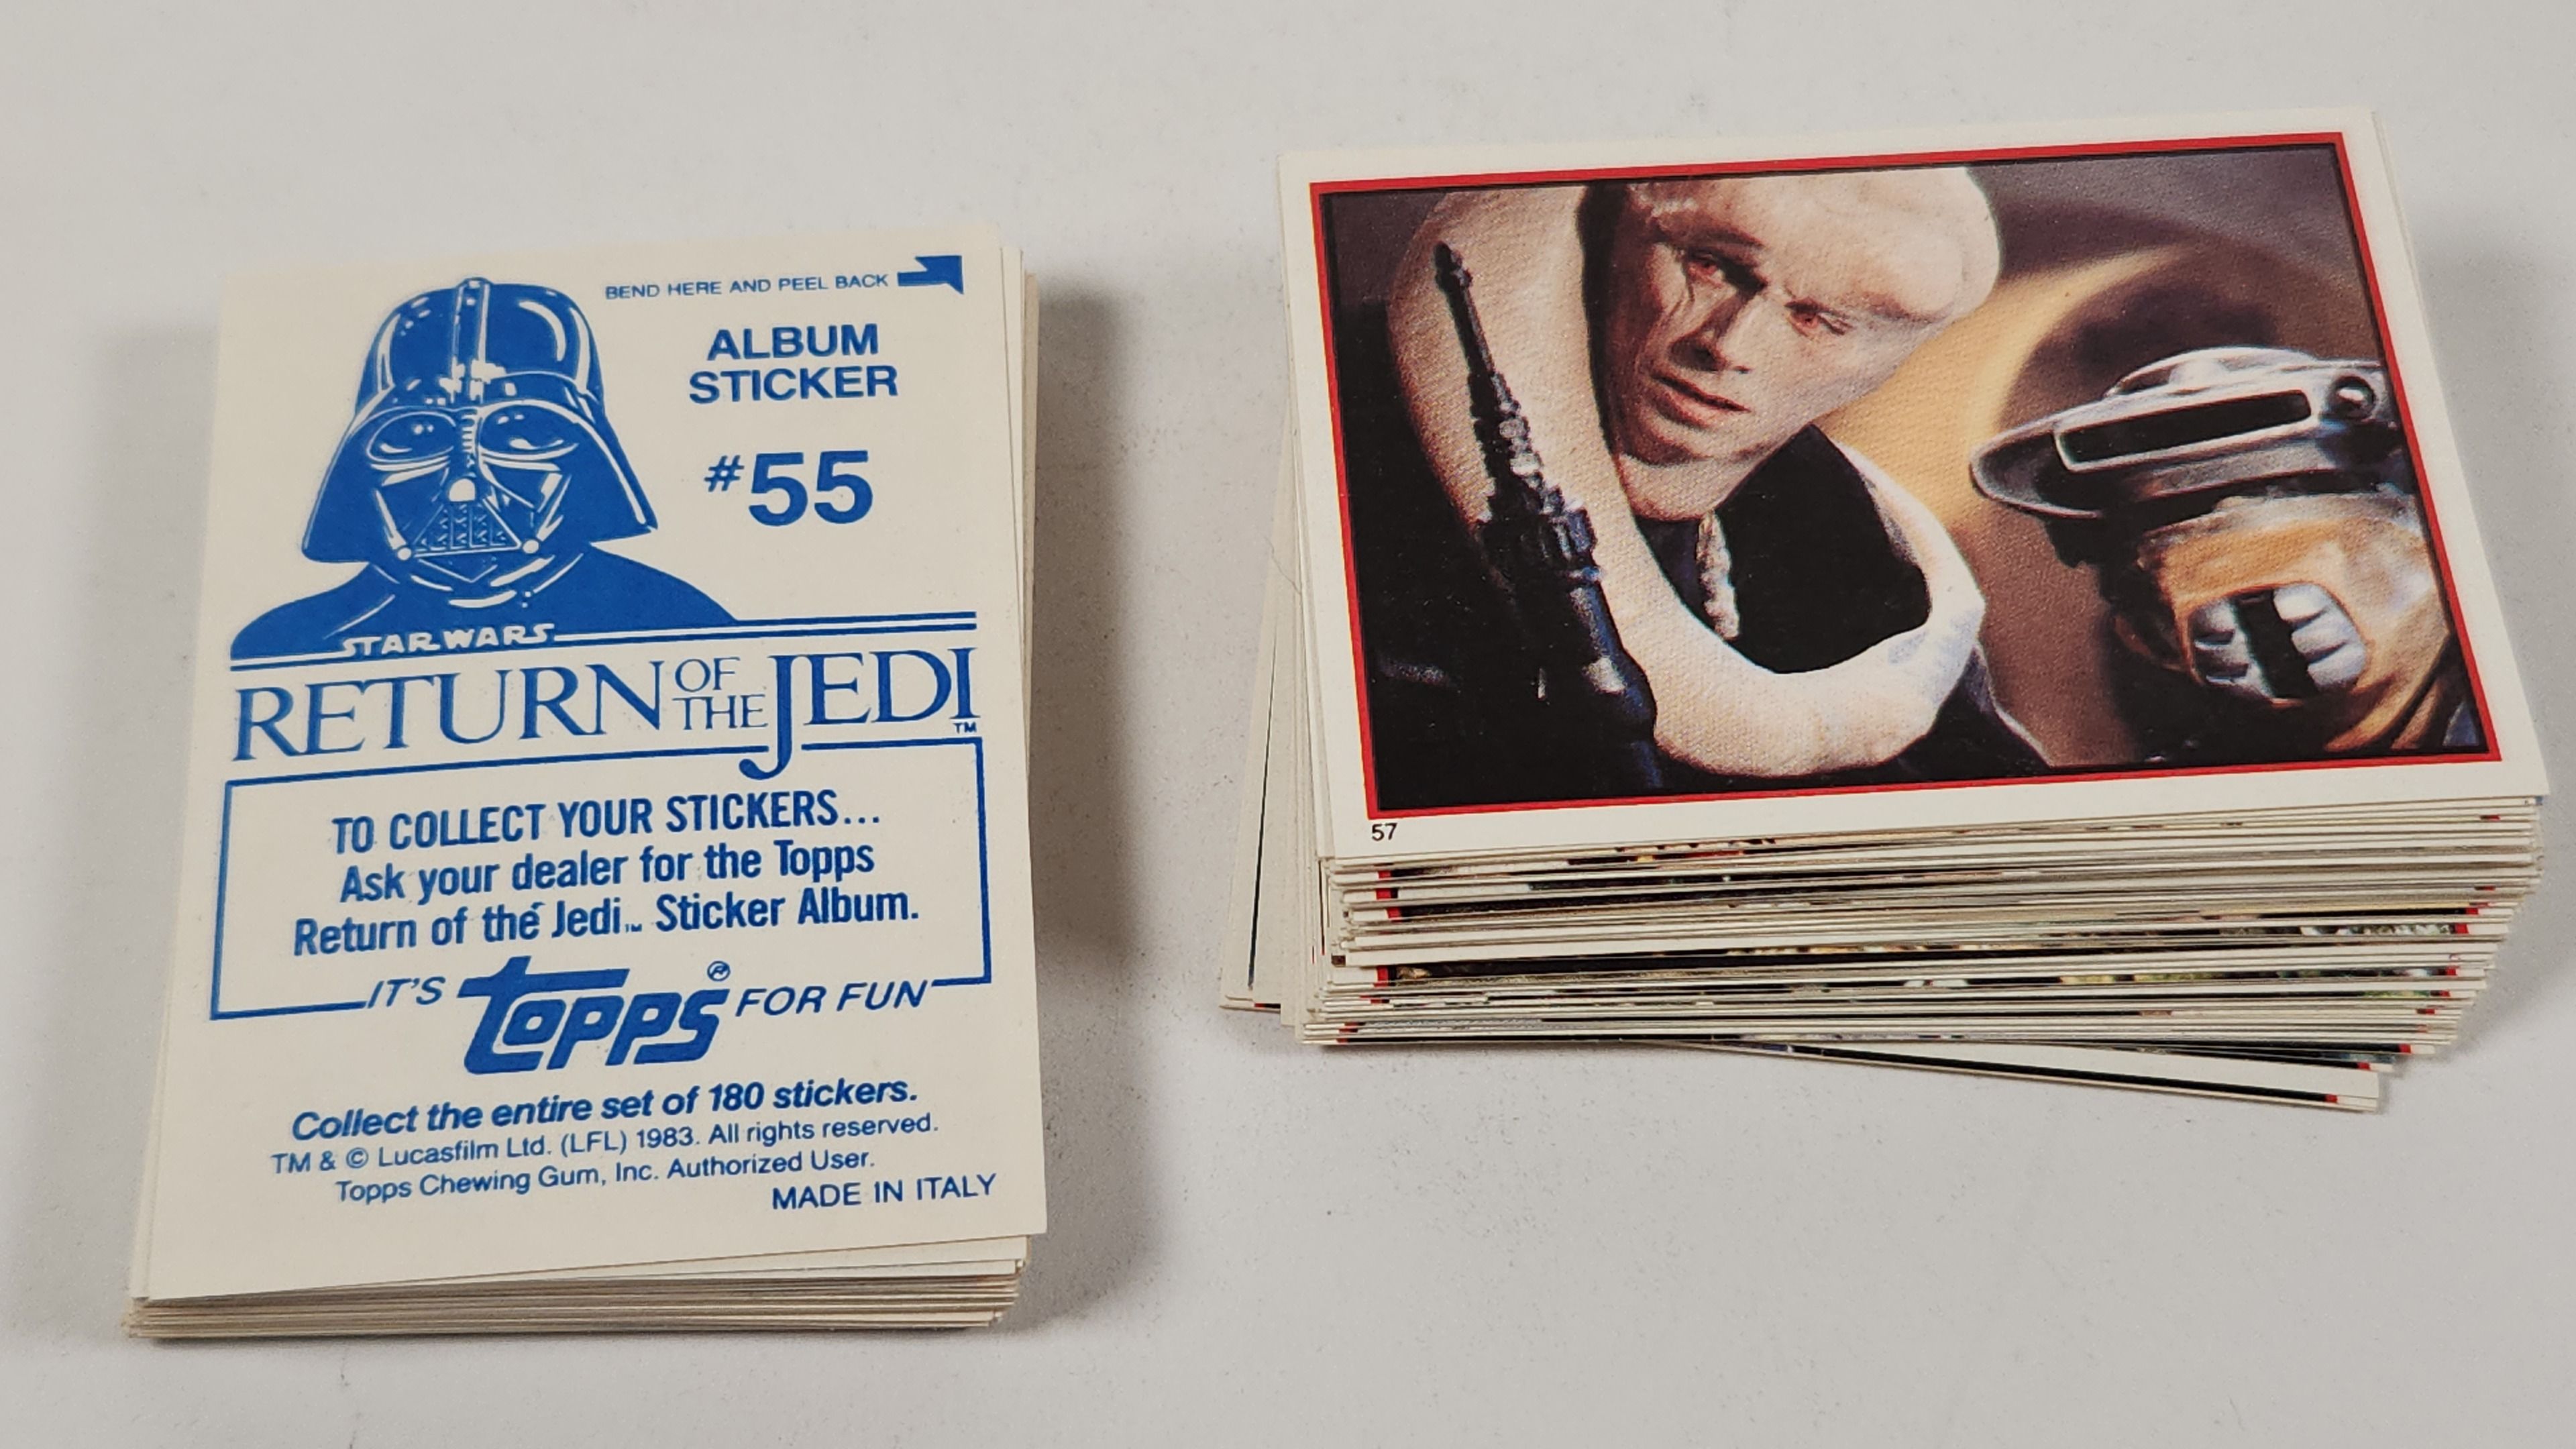 BEND HERE AND PEEL BACK
ALBUM
STICKER
#55
STAR WARS
RETURN OF THE JEDI™
TO COLLECT YOUR STICKERS...
Ask your dealer for the Topps
Return of the Jedi™ Sticker Album.
IT'S Topps® FOR FUN
Collect the entire set of 180 stickers.
TM & © Lucasfilm Ltd. (LFL) 1983. All rights reserved.
Topps Chewing Gum, Inc. Authorized User.
MADE IN ITALY
57